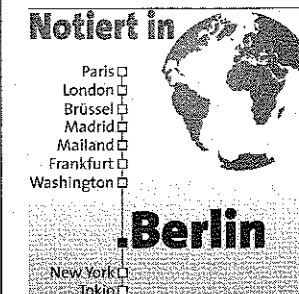 Notiert in
Paris
London
Brüssel
Madrid
Mailand
Frankfurt
Washington
.Berlin
New York
Tokio